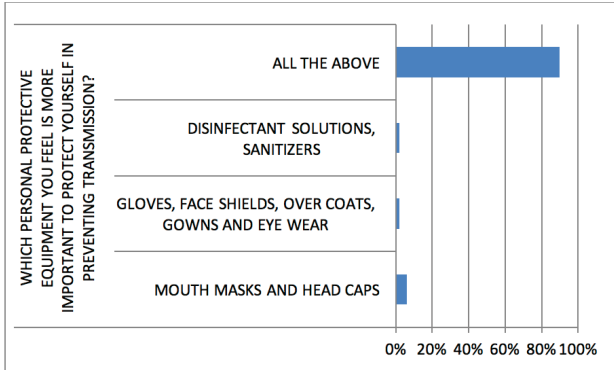 WHICH PERSONAL PROTECTIVE
EQUIPMENT YOU FEEL IS MORE
IMPORTANT TO PROTECT YOURSELF IN
PREVENTING TRANSMISSION?
ALL THE ABOVE
DISINFECTANT SOLUTIONS,
SANITIZERS
GLOVES, FACE SHIELDS, OVER COATS,
GOWNS AND EYE WEAR
MOUTH MASKS AND HEAD CAPS
0% 20% 40% 60% 80% 100%